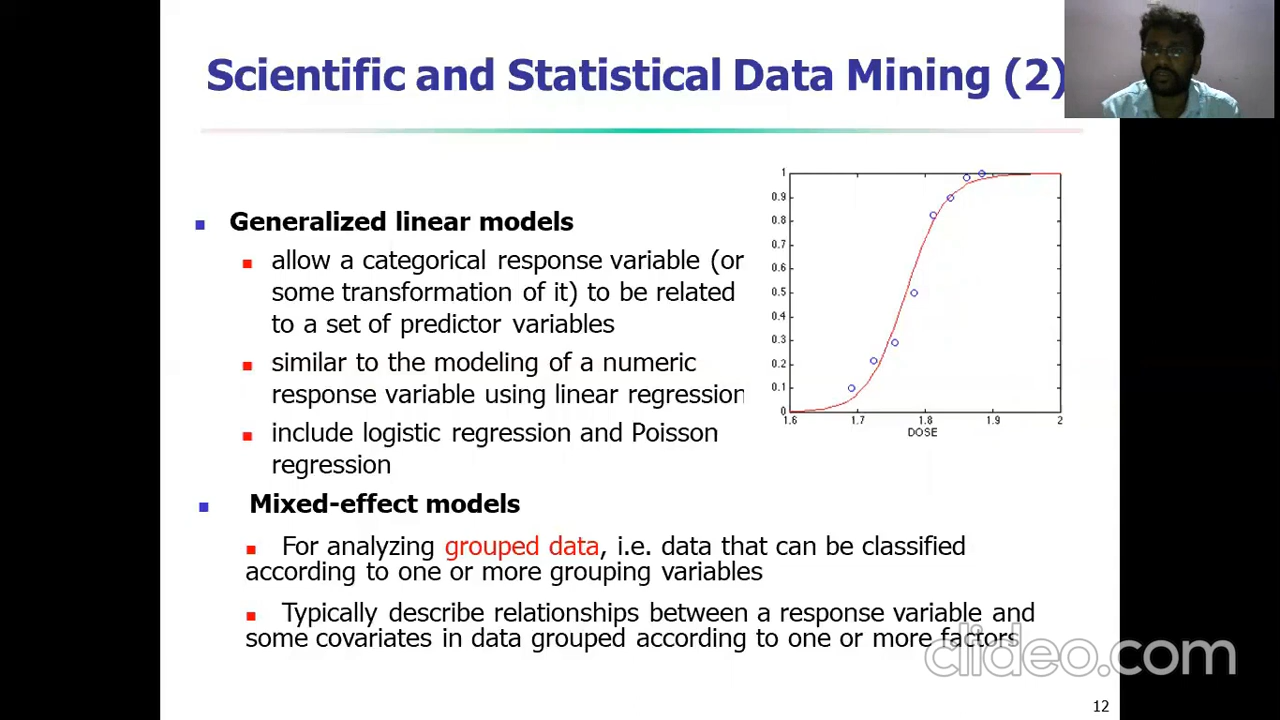 Scientific and Statistical Data Mining (2)
Generalized linear models
allow a categorical response variable (or
some transformation of it) to be related
to a set of predictor variables
similar to the modeling of a numeric
response variable using linear regression
include logistic regression and Poisson
regression
1
0.9
0.8
0.7
0.6
0.5
0.4
0.3
0.2
0.1
0
1.6 1.7 1.8 1.9 2
DOSE
Mixed-effect models
For analyzing grouped data, i.e. data that can be classified
according to one or more grouping variables
Typically describe relationships between a response variable and
some covariates in data grouped according to one or more factors
clideo.com
12